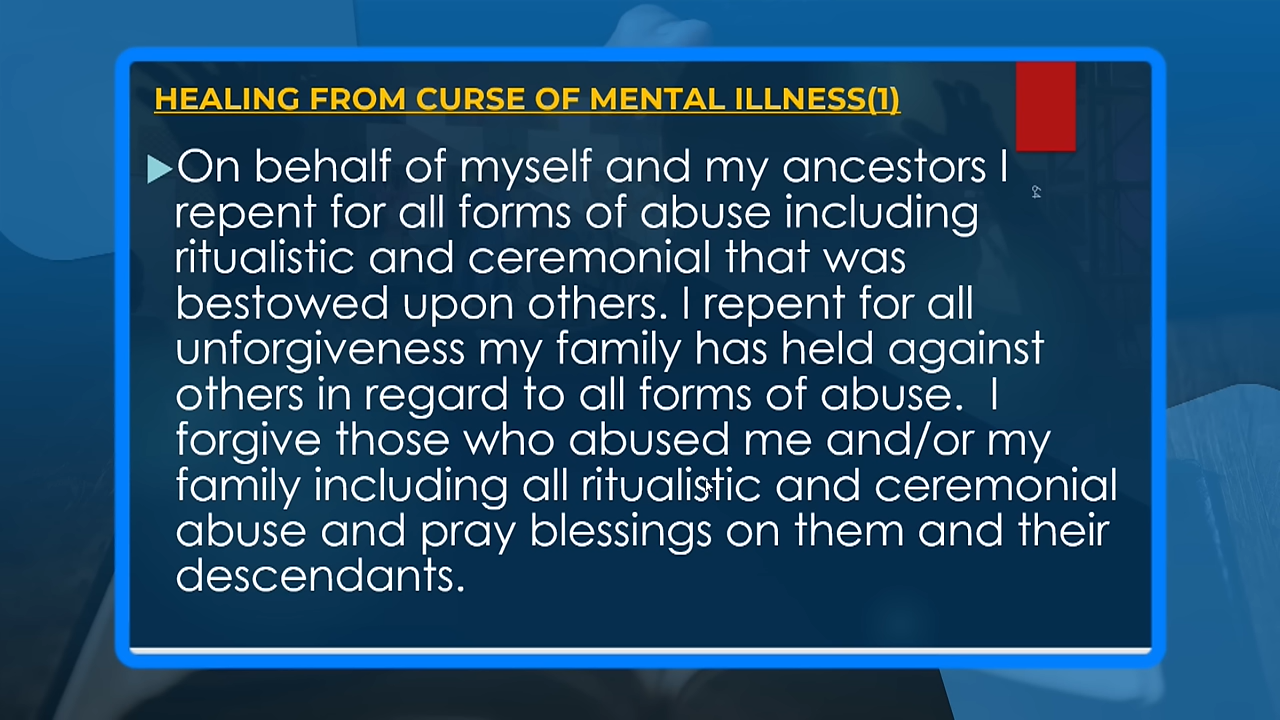 HEALING FROM CURSE OF MENTAL ILLNESS(1)
▶On behalf of myself and my ancestors I
repent for all forms of abuse including
ritualistic and ceremonial that was
bestowed upon others. I repent for all
unforgiveness my family has held against
others in regard to all forms of abuse.  I
forgive those who abused me and/or my
family including all ritualistic and ceremonial
abuse and pray blessings on them and their
descendants.